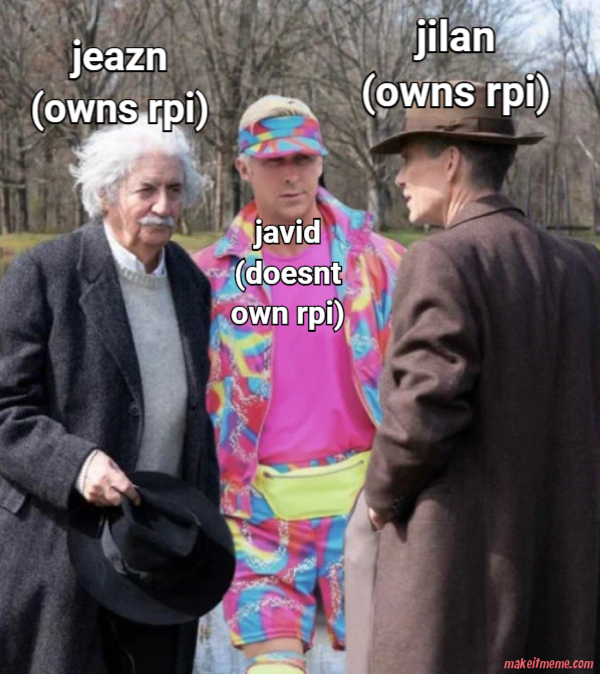 jeazn
(owns rpi)
jilan
(owns rpi)
javid
(doesnt
own rpi)
makeitmeme.com